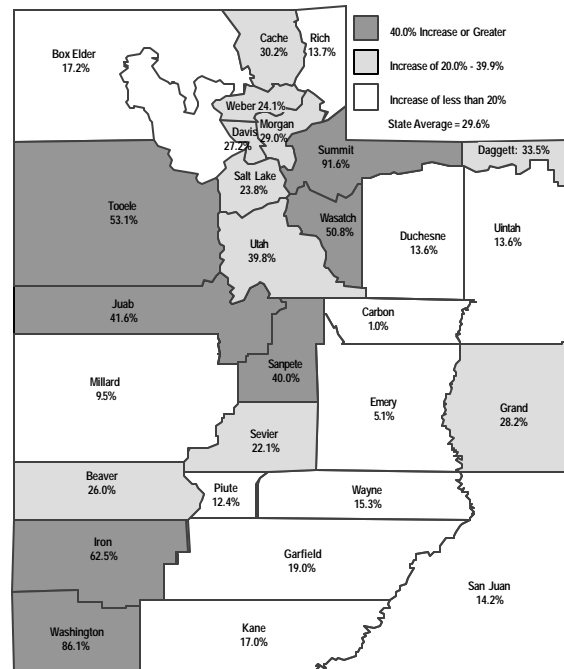 Cache
30.2%
Rich
13.7%
Box Elder
17.2%
40.0% Increase or Greater
Increase of 20.0% - 39.9%
Increase of less than 20%
State Average = 29.6%
Weber 24.1%
Morgan
29.0%
Davis
27.2%
Summit
91.6%
Daggett: 33.5%
Salt Lake
23.8%
Tooele
53.1%
Wasatch
50.8%
Duchesne
13.6%
Uintah
13.6%
Utah
39.8%
Juab
41.6%
Carbon
1.0%
Sanpete
40.0%
Millard
9.5%
Emery
5.1%
Grand
28.2%
Sevier
22.1%
Beaver
26.0%
Piute
12.4%
Wayne
15.3%
Iron
62.5%
Garfield
19.0%
San Juan
14.2%
Washington
86.1%
Kane
17.0%